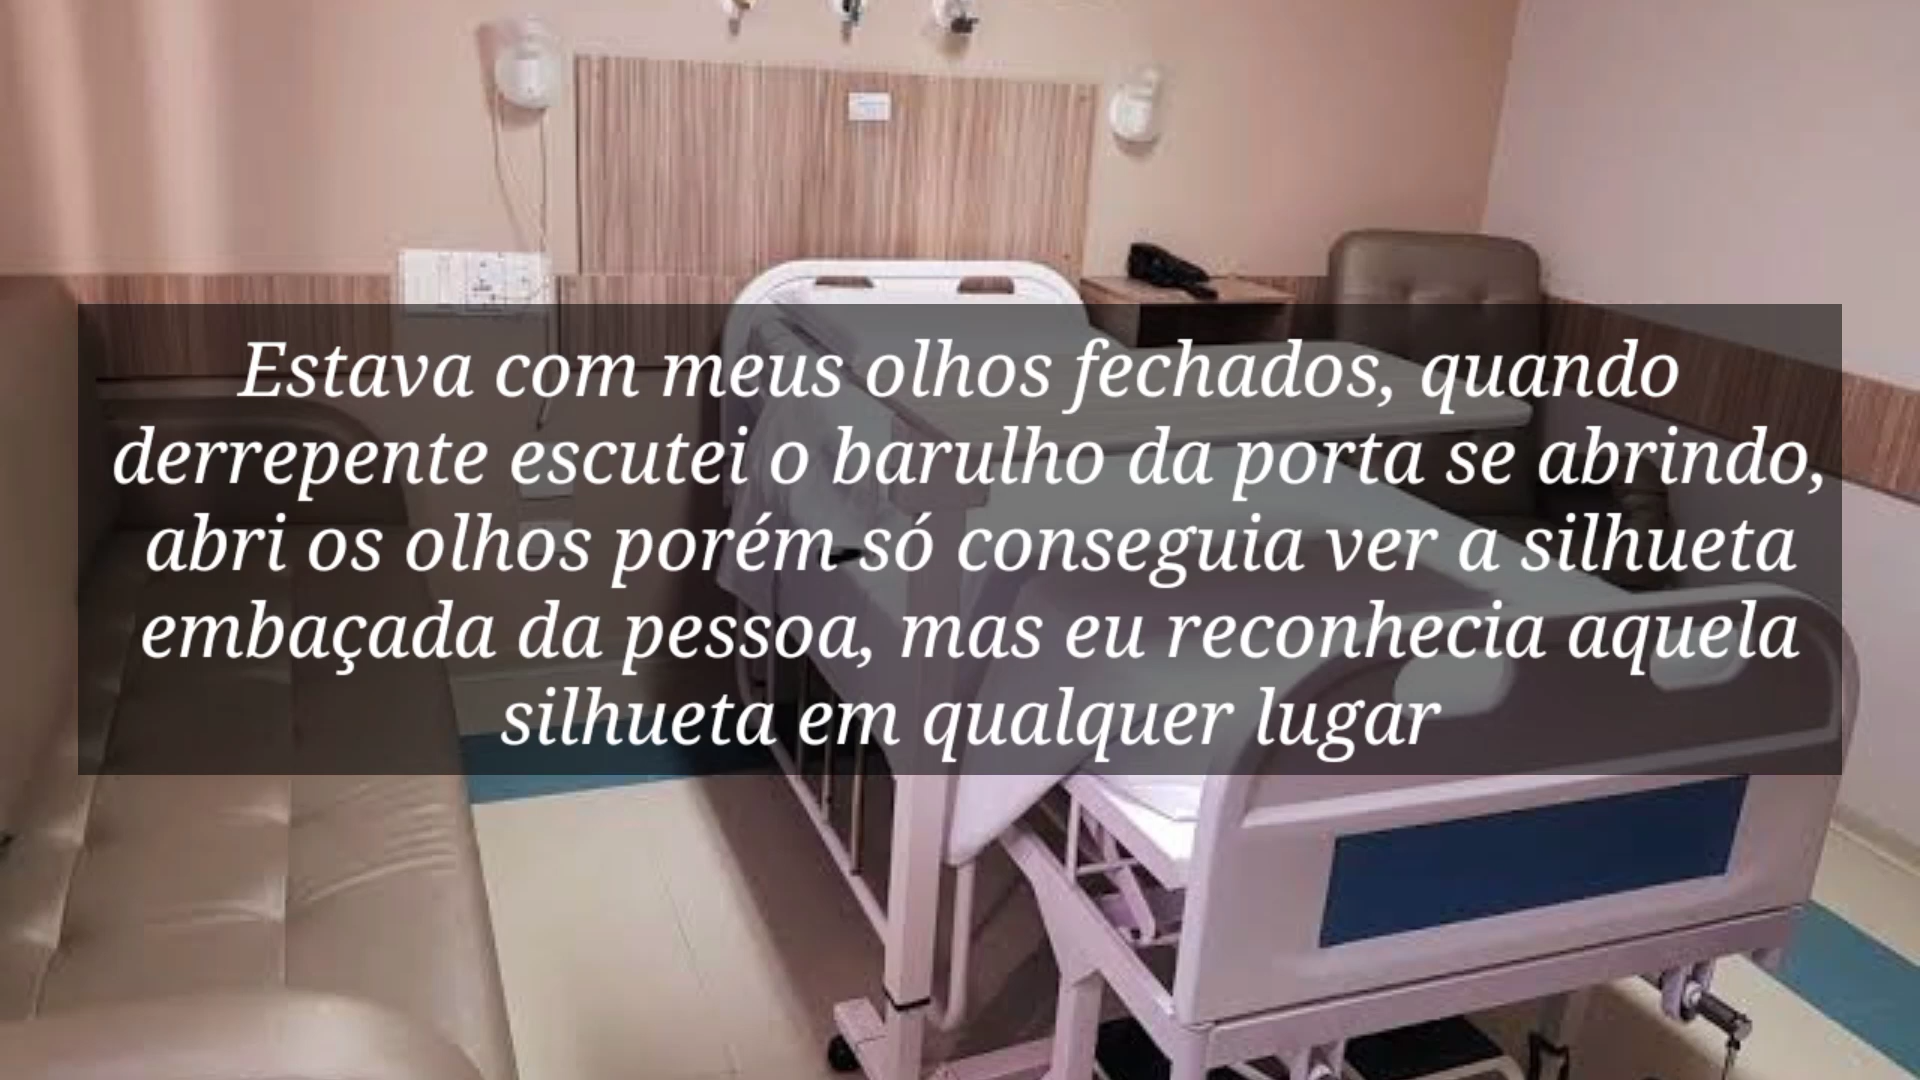 Estava com meus olhos fechados, quando
derrepente escutei o barulho da porta se abrindo,
abri os olhos porém só conseguia ver a silhueta
embaçada da pessoa, mas eu reconhecia aquela
silhueta em qualquer lugar